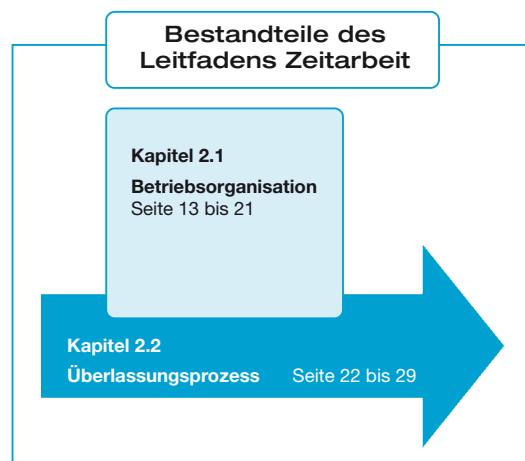 Bestandteile des
Leitfadens Zeitarbeit
Kapitel 2.1
Betriebsorganisation
Seite 13 bis 21
Kapitel 2.2
Überlassungsprozess Seite 22 bis 29